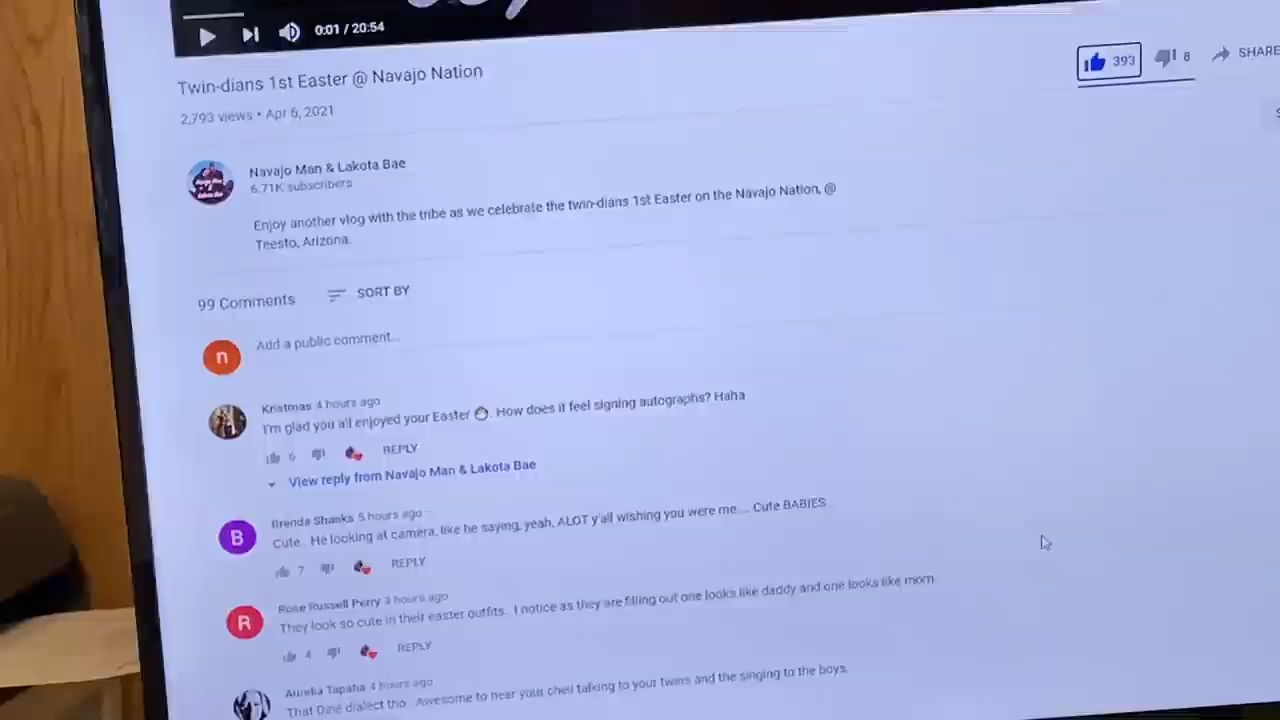 0:01 / 20:54
Twin-dians 1st Easter @ Navajo Nation
2,793 views • Apr 6, 2021
393
8
SHARE
Navajo Man & Lakota Bae
6.71K subscribers
Enjoy another vlog with the tribe as we celebrate the twin-dians 1st Easter on the Navajo Nation, @
Teesto, Arizona.
99 Comments
SORT BY
n
Add a public comment...
Kristmas 4 hours ago
I'm glad you all enjoyed your Easter. How does it feel signing autographs? Haha
6
REPLY
View reply from Navajo Man & Lakota Bae
B
Brenda Shanks 5 hours ago
Cute.. He looking at camera, like he saying, yeah, ALOT y'all wishing you were me.... Cute BABIES
7
REPLY
R
Rose Russell Perry 3 hours ago
They look so cute in their easter outfits.. I notice as they are filling out one looks like daddy and one looks like mom.
4
REPLY
Aurelia Tapaha 4 hours ago
That Diné dialect tho. Awesome to hear your cheii talking to your twins and the singing to the boys.